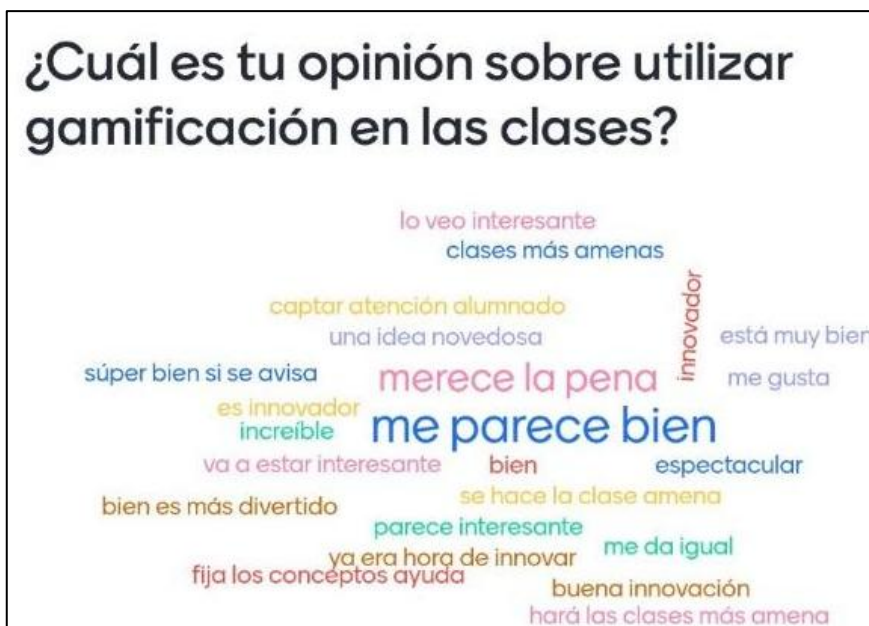 ¿Cuál es tu opinión sobre utilizar
gamificación en las clases?
lo veo interesante
clases más amenas
innovador
captar atención alumnado
una idea novedosa
está muy bien
súper bien si se avisa
merece la pena
me gusta
es innovador
increíble
me parece bien
va a estar interesante
bien
espectacular
bien es más divertido
se hace la clase amena
parece interesante
me da igual
ya era hora de innovar
fija los conceptos ayuda
buena innovación
hará las clases más amena